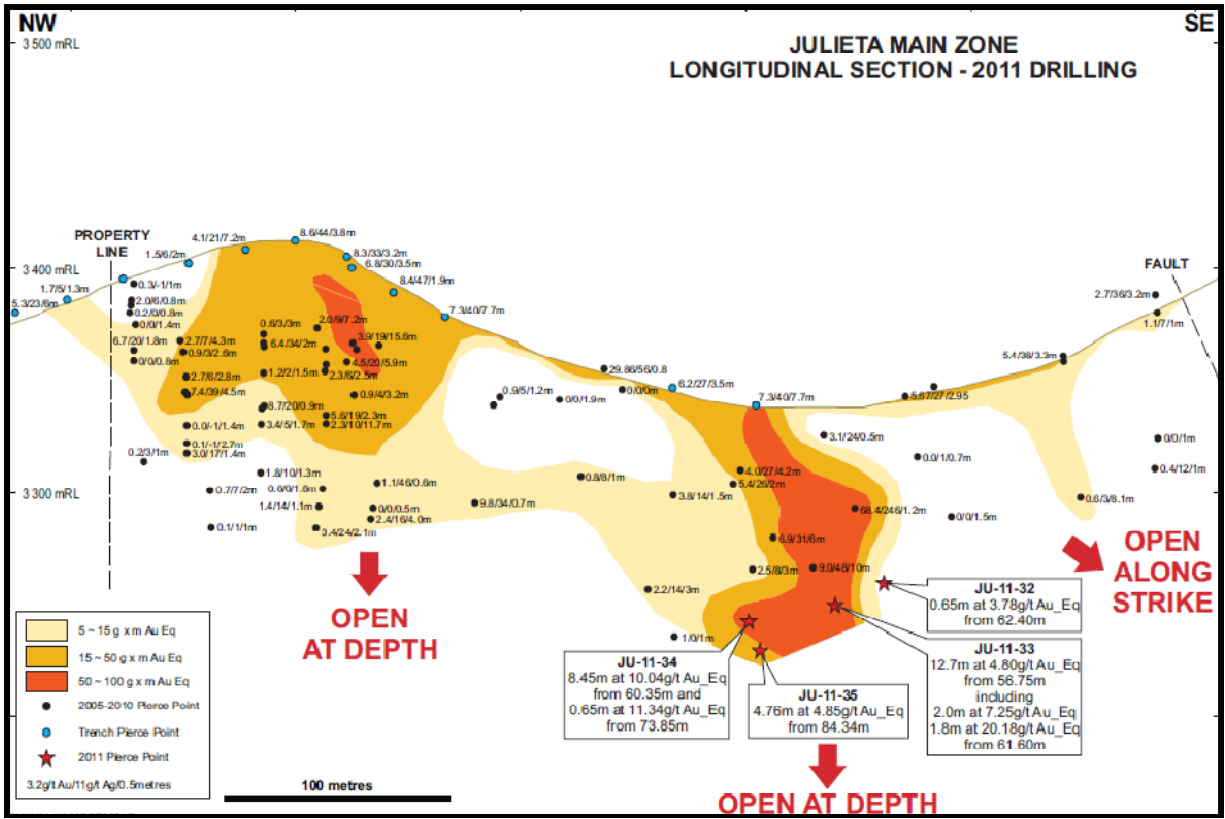 NW
SE
3 500 mRL
JULIETA MAIN ZONE
LONGITUDINAL SECTION - 2011 DRILLING
PROPERTY
LINE
4.1/21/7.2m
8.6/44/3.8m
1.5/6/2m
8.3/33/3.2m
6.8/30/3.5m
3 400 mRL
FAULT
1.7/5/1.3m
0.3/-1/1m
8.4/47/1.9m
2.7/36/3.2m
5.3/23/6m
2.0/6/0.8m
0.2/0/0.8m
2.0/9/7.2m
7.3/40/7.7m
0/0/1.4m
0.6/3/3m
1.1/7/1m
6.7/20/1.8m
2.7/7/4.3m
6.4/34/2m
3.9/19/15.6m
0.9/3/2.6m
0/0/0.8m
4.5/20/5.9m
5.4/38/3.3m
2.7/6/2.8m
1.2/2/1.5m
2.3/6/2.5m
29.86/56/0.8
7.4/39/4.5m
0.9/4/3.2m
0.9/5/1.2m
0/0/1.9m
0/0/0m
6.2/27/3.5m
7.3/40/7.7m
5.67/27/2.95
8.7/20/0.9m
5.6/19/2.3m
0.0/-1/1.4m
3.4/5/1.7m
2.3/10/11.7m
3.1/24/0.5m
0/0/1m
0.1/-1/2.7m
0.2/3/1m
3.0/17/1.4m
0.0/1/0.7m
1.8/10/1.3m
4.0/27/4.2m
0.4/12/1m
3 300 mRL
0.7/7/2m
0.6/0/1.6m
1.1/46/0.6m
0.8/8/1m
5.4/26/2m
3.8/14/1.5m
0.6/3/8.1m
1.4/14/1.1m
0/0/0.5m
9.8/34/0.7m
68.4/246/1.2m
0/0/1.5m
0.1/1/1m
3.4/24/2.1m
2.4/16/4.0m
6.9/31/6m
2.5/8/3m
9.0/48/10m
2.2/14/3m
1/0/1m
OPEN
AT DEPTH
OPEN
ALONG
STRIKE
JU-11-32
0.65m at 3.78g/t Au_Eq
from 62.40m
JU-11-33
12.7m at 4.80g/t Au_Eq
from 56.75m
including
2.0m at 7.25g/t Au_Eq
1.8m at 20.18g/t Au_Eq
from 61.60m
JU-11-34
8.45m at 10.04g/t Au_Eq
from 60.35m and
0.65m at 11.34g/t Au_Eq
from 73.85m
JU-11-35
4.76m at 4.85g/t Au_Eq
from 84.34m
OPEN AT DEPTH
5 ~ 15 g x m Au Eq
15 ~ 50 g x m Au Eq
50 ~ 100 g x m Au Eq
2005-2010 Pierce Point
Trench Pierce Point
2011 Pierce Point
3.2g/t Au/11g/t Ag/0.5metres
100 metres